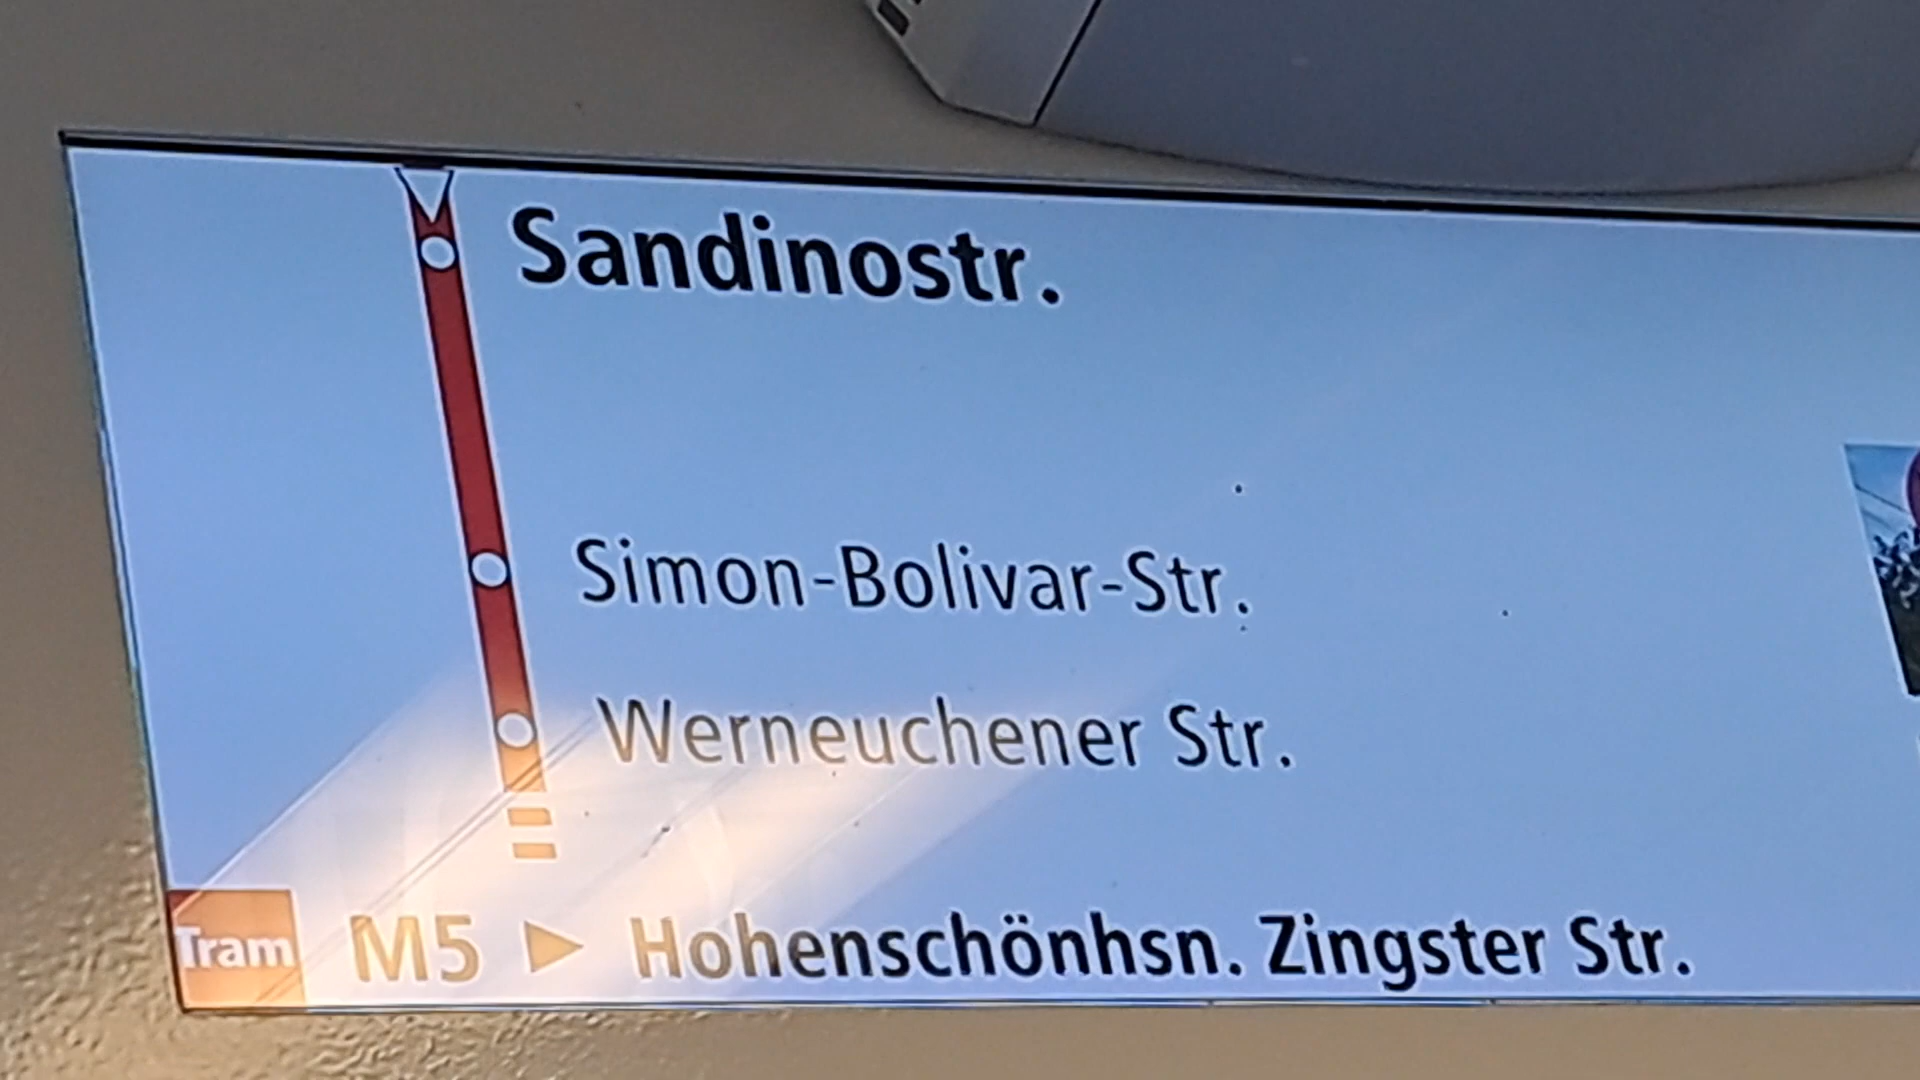 Sandinostr.
Simon-Bolivar-Str.
Werneuchener Str.
Tram M5 ► Hohenschönhsn. Zingster Str.